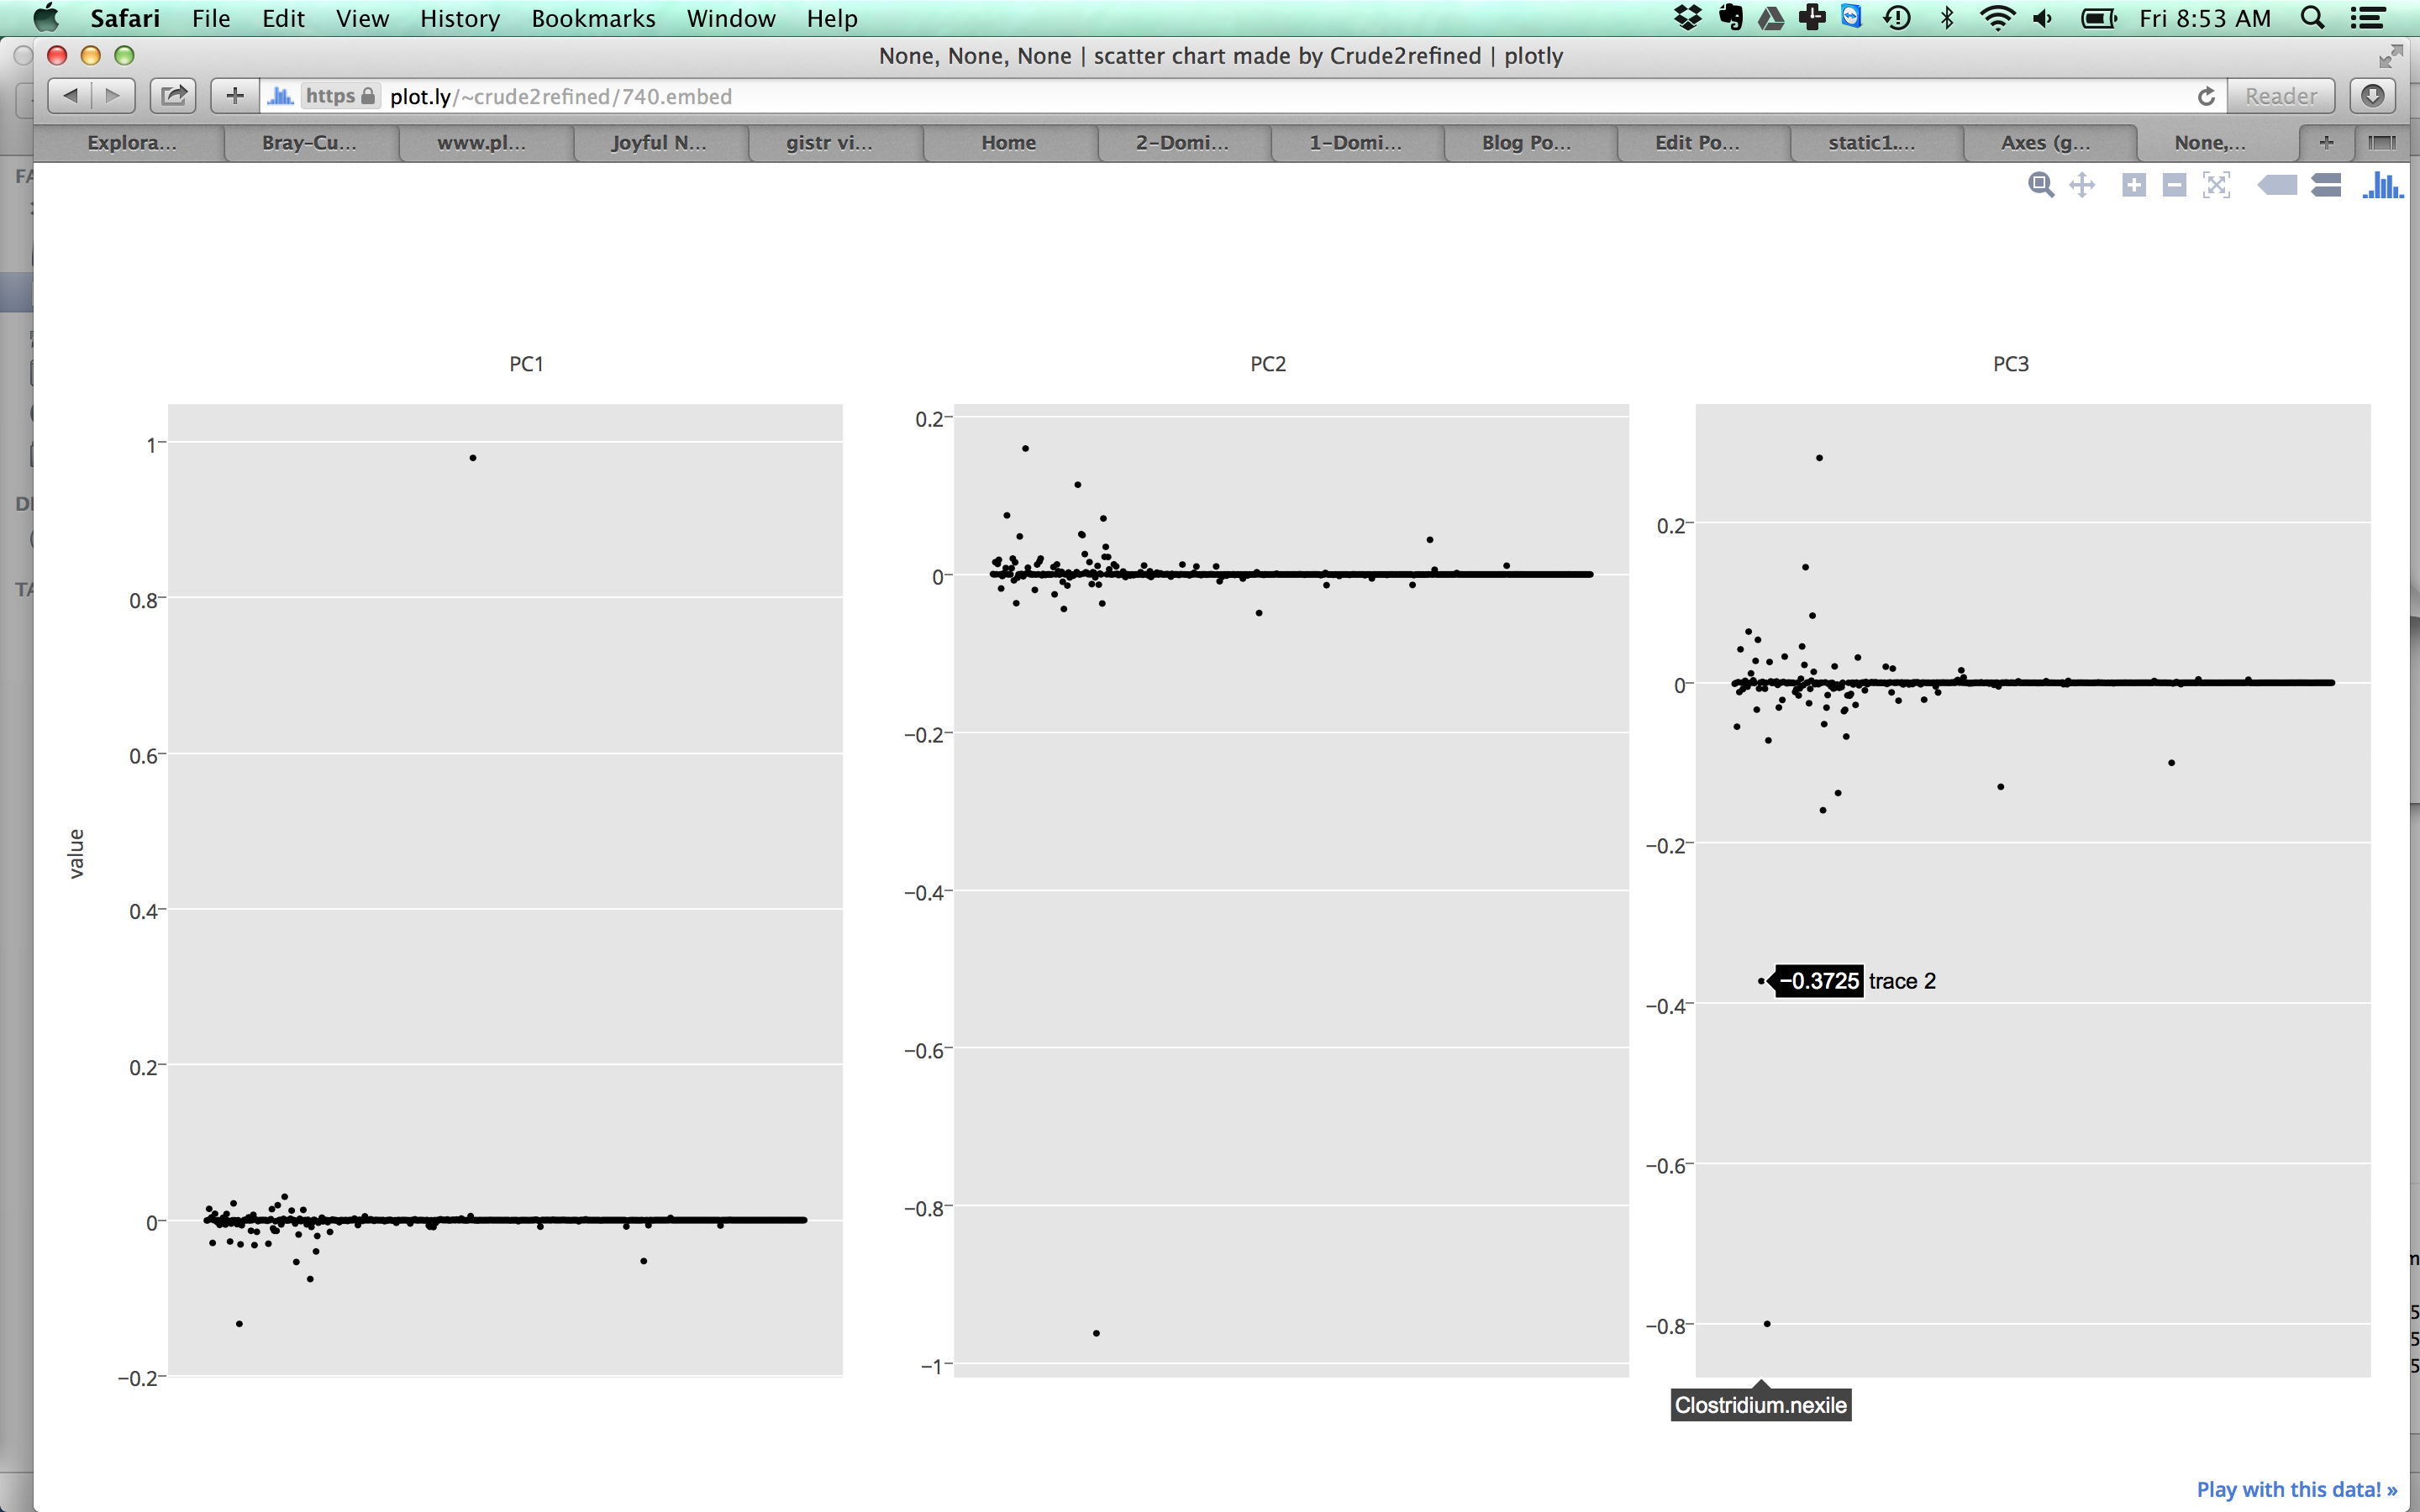 Safari File Edit View History Bookmarks Window Help Fri 8:53 AM
None, None, None | scatter chart made by Crude2refined | plotly
https plot.ly/~crude2refined/740.embed Reader
Explora... Bray-Cu... www.pl... Joyful N... gistr vi... Home 2-Domi... 1-Domi... Blog Po... Edit Po... static1.... Axes (g... None,...
PC1 PC2 PC3
value
1
0.8
0.6
0.4
0.2
0
−0.2
0.2
0
−0.2
−0.4
−0.6
−0.8
−1
0.2
0
−0.2
−0.4
−0.6
−0.8
−0.3725 trace 2
Clostridium.nexile
Play with this data! »